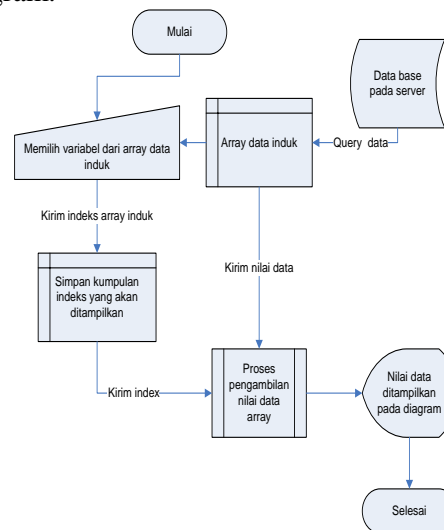 Mulai
Data base
pada server
Memilih variabel dari array data
induk
Array data induk
Query data
Kirim indeks array induk
Kirim nilai data
Simpan kumpulan
indeks yang akan
ditampilkan
Proses
pengambilan
nilai data
array
Nilai data
ditampilkan
pada diagram
Kirim index
Selesai